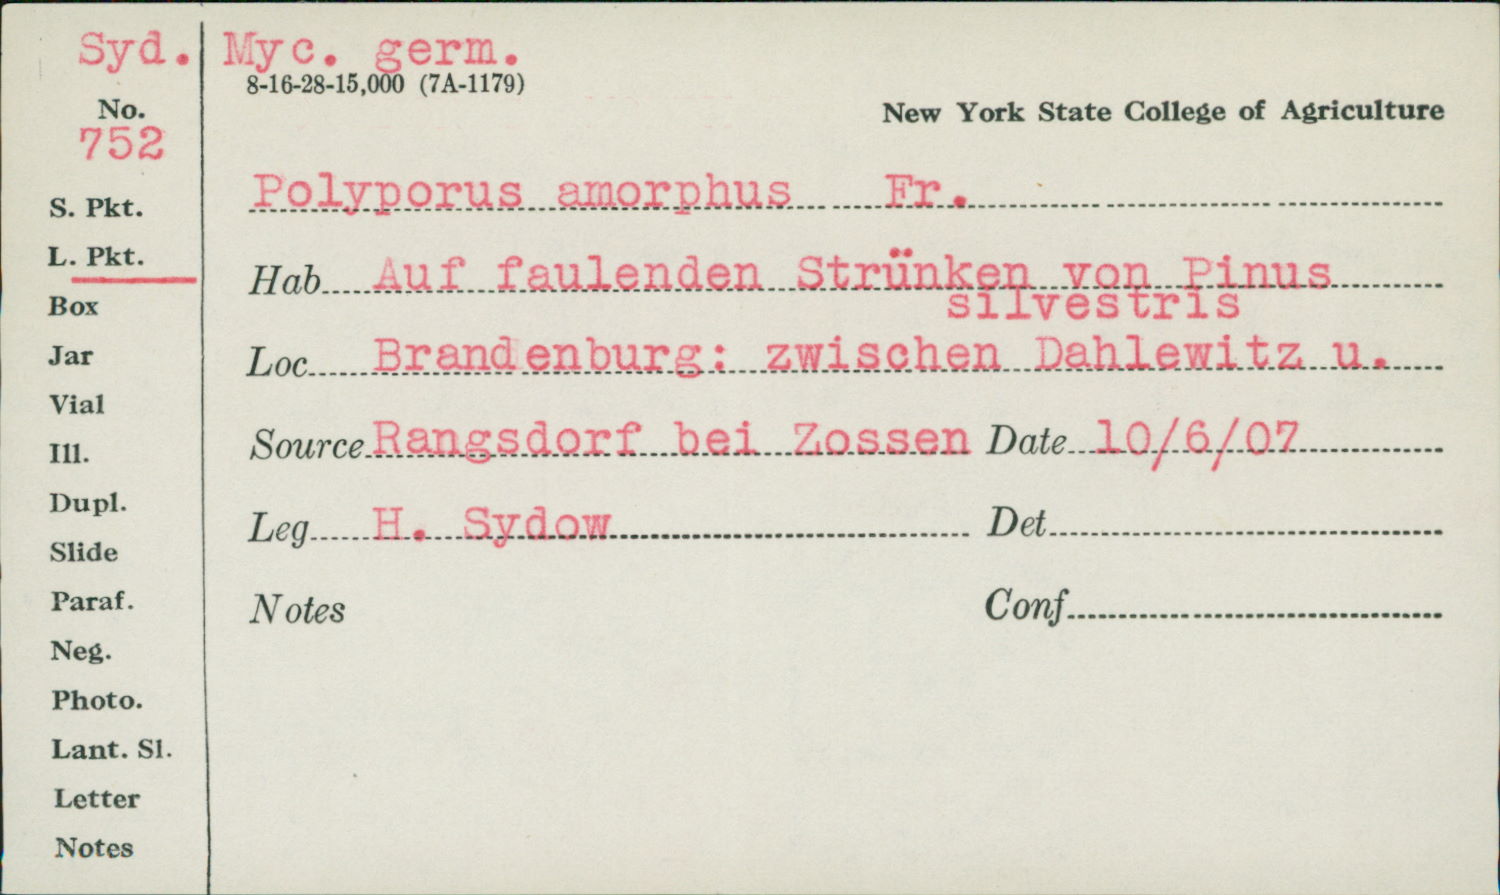 Syd. Myc. germ.
8-16-28-15,000 (7A-1179)
New York State College of Agriculture
No.
752
S. Pkt.
L. Pkt.
Box
Jar
Vial
Ill.
Dupl.
Slide
Paraf.
Neg.
Photo.
Lant. Sl.
Letter
Notes
Polyporus amorphus Fr.
Hab Auf faulenden Strünken von Pinus
silvestris
Loc Brandenburg: zwischen Dahlewitz u.
Source Rangsdorf bei Zossen Date 10/6/07
Leg H. Sydow Det
Notes Conf